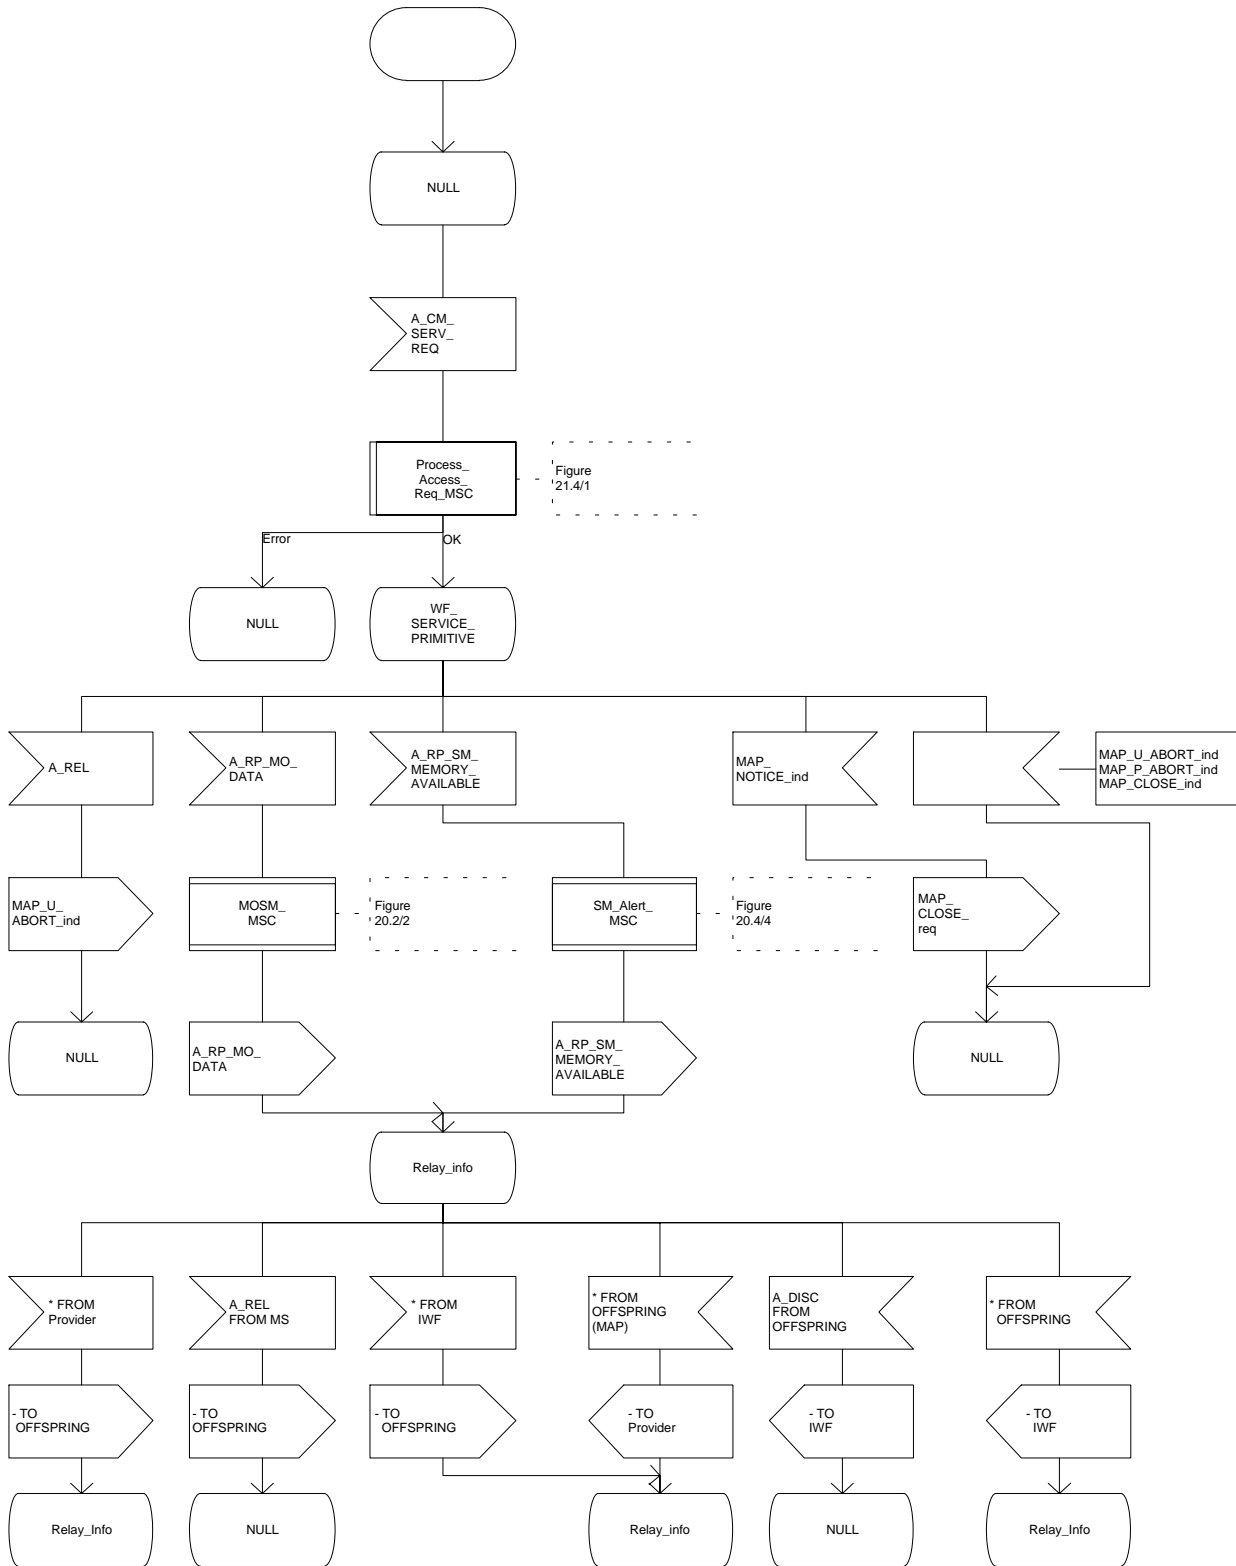 NULL
A_CM_
SERV_
REQ
Process_
Access_
Req_MSC
Figure
21.4/1
Error
OK
NULL
WF_
SERVICE_
PRIMITIVE
A_REL
A_RP_MO_
DATA
A_RP_SM_
MEMORY_
AVAILABLE
MAP_
NOTICE_ind
MAP_U_ABORT_ind
MAP_P_ABORT_ind
MAP_CLOSE_ind
MAP_U_
ABORT_ind
MOSM_
MSC
Figure
20.2/2
SM_Alert_
MSC
Figure
20.4/4
MAP_
CLOSE_
req
NULL
A_RP_MO_
DATA
A_RP_SM_
MEMORY_
AVAILABLE
NULL
Relay_info
* FROM
Provider
A_REL
FROM MS
* FROM
IWF
* FROM
OFFSPRING
(MAP)
A_DISC
FROM
OFFSPRING
* FROM
OFFSPRING
- TO
OFFSPRING
- TO
OFFSPRING
- TO
OFFSPRING
- TO
Provider
- TO
IWF
- TO
IWF
Relay_Info
NULL
Relay_info
NULL
Relay_Info